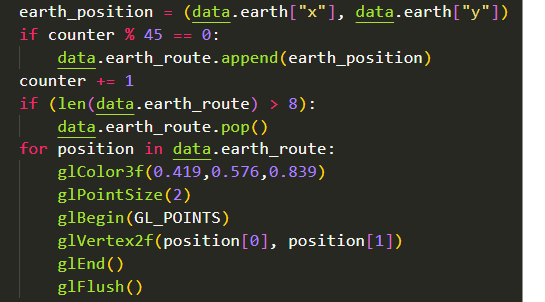 earth_position = (data.earth["x"], data.earth["y"])
if counter % 45 == 0:
    data.earth_route.append(earth_position)
counter += 1
if (len(data.earth_route) > 8):
    data.earth_route.pop()
for position in data.earth_route:
    glColor3f(0.419,0.576,0.839)
    glPointSize(2)
    glBegin(GL_POINTS)
    glVertex2f(position[0], position[1])
    glEnd()
    glFlush()